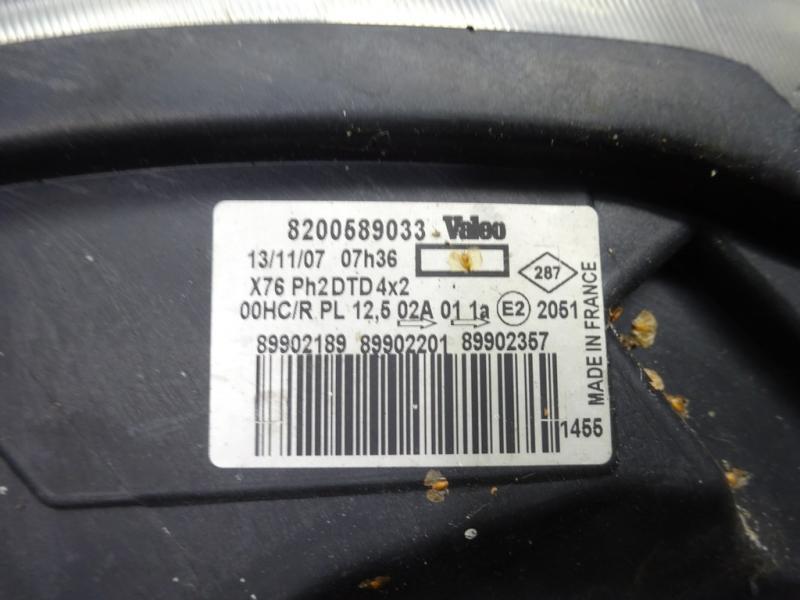 8200589033 Valeo
13/11/07 07h36 287
X76 Ph2DTD4x2
00HC/R PL 12,5 02A 01 1a E2 2051
89902189 89902201 89902357
1455
MADE IN FRANCE